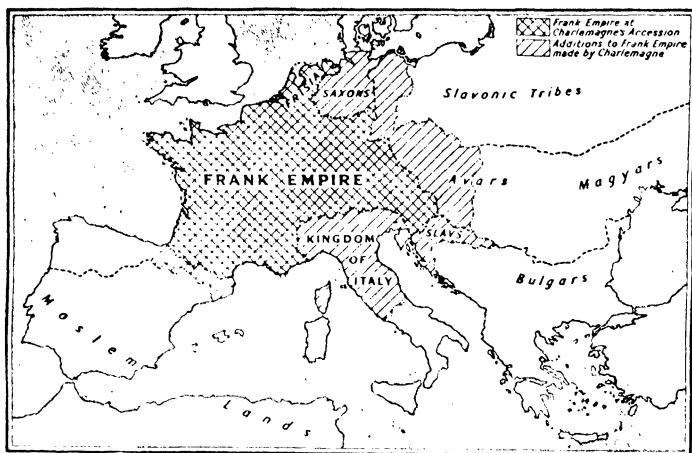 Frank Empire at
Charlemagne's Accession
Additions to Frank Empire
made by Charlemagne
FRISIA
SAXONS
Slavonic Tribes
FRANK EMPIRE
Avars
Magyars
KINGDOM
OF
ITALY
SLAVS
Bulgars
Moslem
Lands